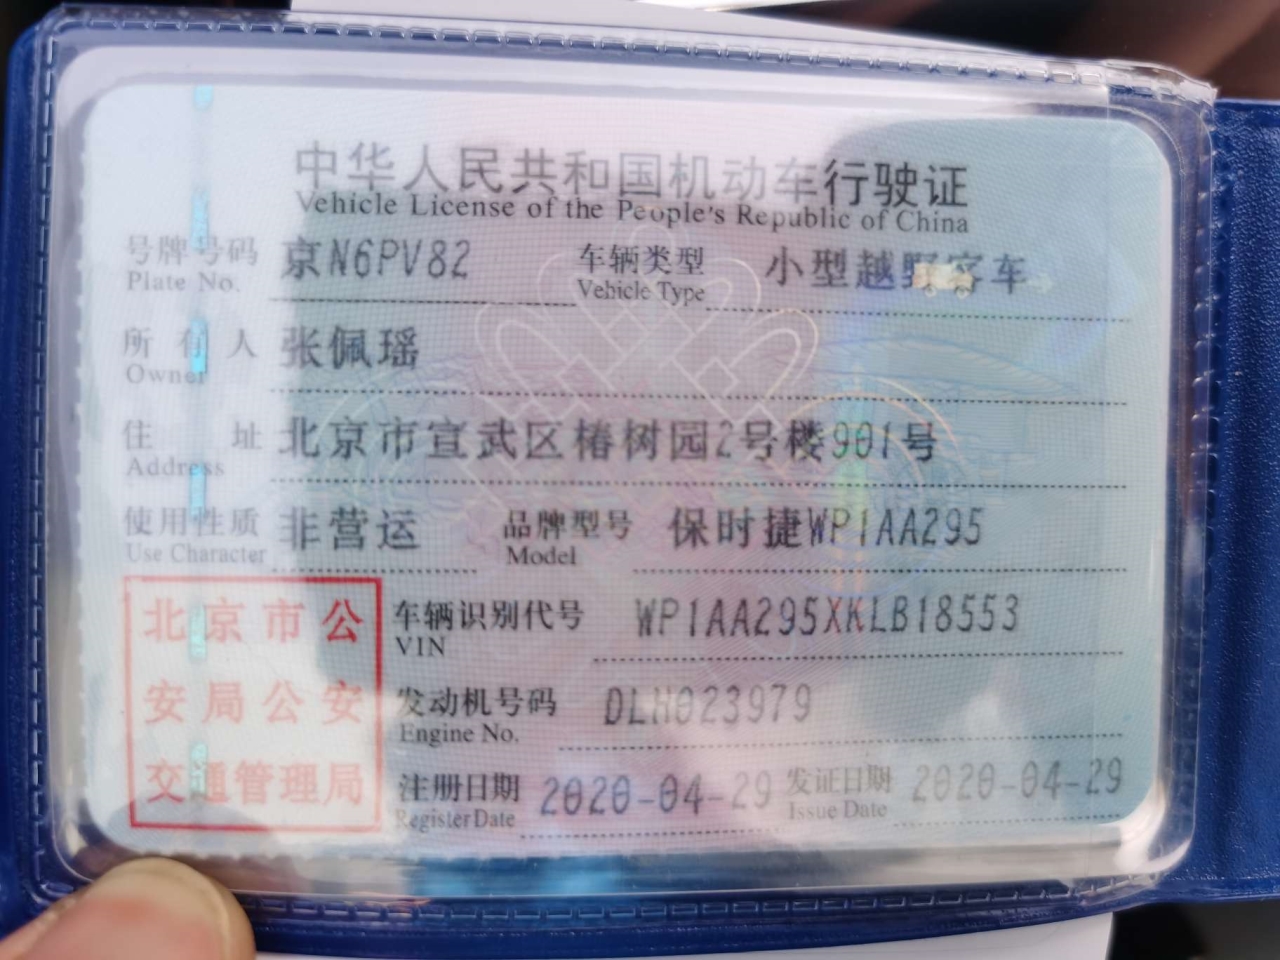 中华人民共和国机动车行驶证
Vehicle License of the People's Republic of China
号牌号码 京N6PV82 车辆类型 小型越野客车
Plate No. Vehicle Type
所有人 张佩瑶
Owner
住址 北京市宣武区椿树园2号楼901号
Address
使用性质 非营运 品牌型号 保时捷WP1AA295
Use Character Model
车辆识别代号 WP1AA295XKLB18553
VIN
发动机号码 DLH023979
Engine No.
注册日期 2020-04-29 发证日期 2020-04-29
Register Date Issue Date
北京市公
安局公安
交通管理局